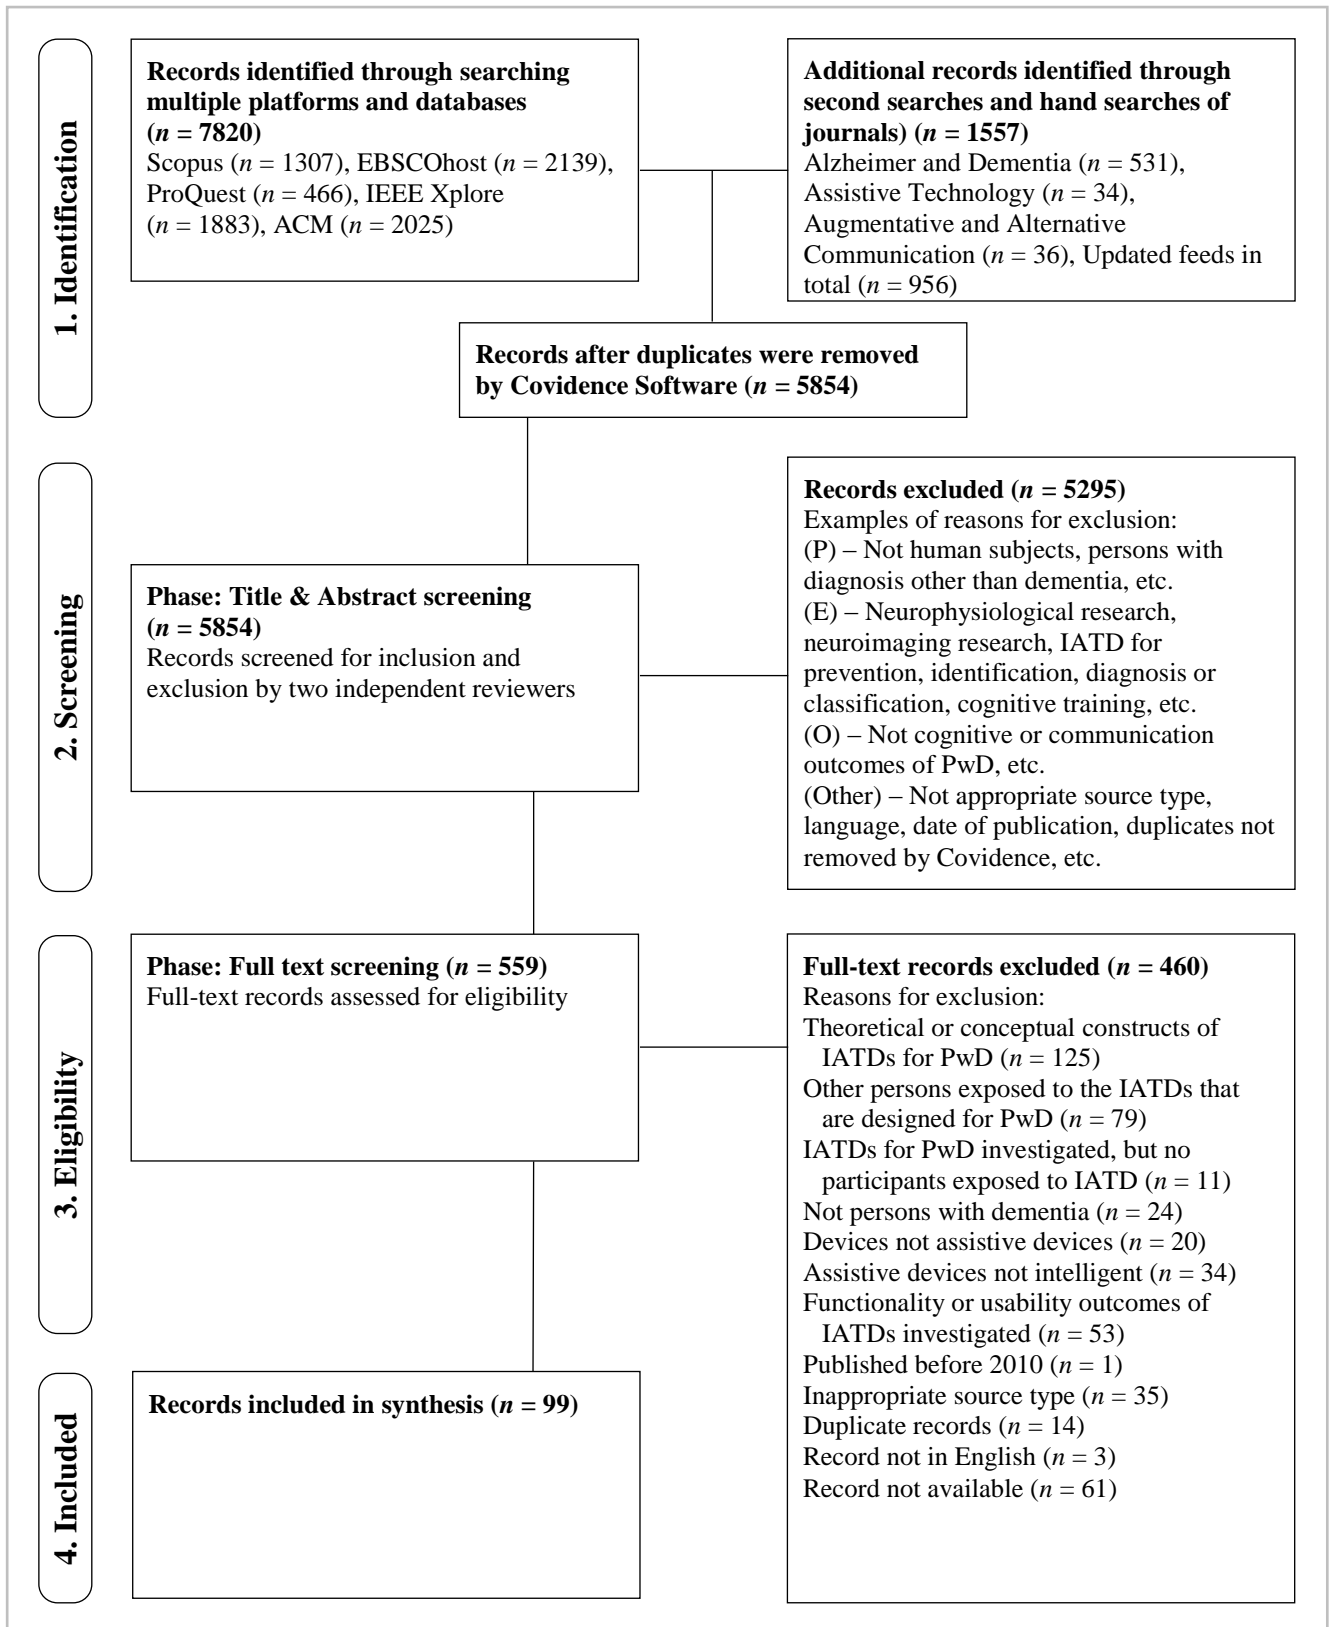 1. Identification
Records identified through searching
multiple platforms and databases
(n = 7820)
Scopus (n = 1307), EBSCOhost (n = 2139),
ProQuest (n = 466), IEEE Xplore
(n = 1883), ACM (n = 2025)
Additional records identified through
second searches and hand searches of
journals) (n = 1557)
Alzheimer and Dementia (n = 531),
Assistive Technology (n = 34),
Augmentative and Alternative
Communication (n = 36), Updated feeds in
total (n = 956)
Records after duplicates were removed
by Covidence Software (n = 5854)
2. Screening
Phase: Title & Abstract screening
(n = 5854)
Records screened for inclusion and
exclusion by two independent reviewers
Records excluded (n = 5295)
Examples of reasons for exclusion:
(P) – Not human subjects, persons with
diagnosis other than dementia, etc.
(E) – Neurophysiological research,
neuroimaging research, IATD for
prevention, identification, diagnosis or
classification, cognitive training, etc.
(O) – Not cognitive or communication
outcomes of PwD, etc.
(Other) – Not appropriate source type,
language, date of publication, duplicates not
removed by Covidence, etc.
3. Eligibility
Phase: Full text screening (n = 559)
Full-text records assessed for eligibility
Full-text records excluded (n = 460)
Reasons for exclusion:
Theoretical or conceptual constructs of
IATDs for PwD (n = 125)
Other persons exposed to the IATDs that
are designed for PwD (n = 79)
IATDs for PwD investigated, but no
participants exposed to IATD (n = 11)
Not persons with dementia (n = 24)
Devices not assistive devices (n = 20)
Assistive devices not intelligent (n = 34)
Functionality or usability outcomes of
IATDs investigated (n = 53)
Published before 2010 (n = 1)
Inappropriate source type (n = 35)
Duplicate records (n = 14)
Record not in English (n = 3)
Record not available (n = 61)
4. Included
Records included in synthesis (n = 99)